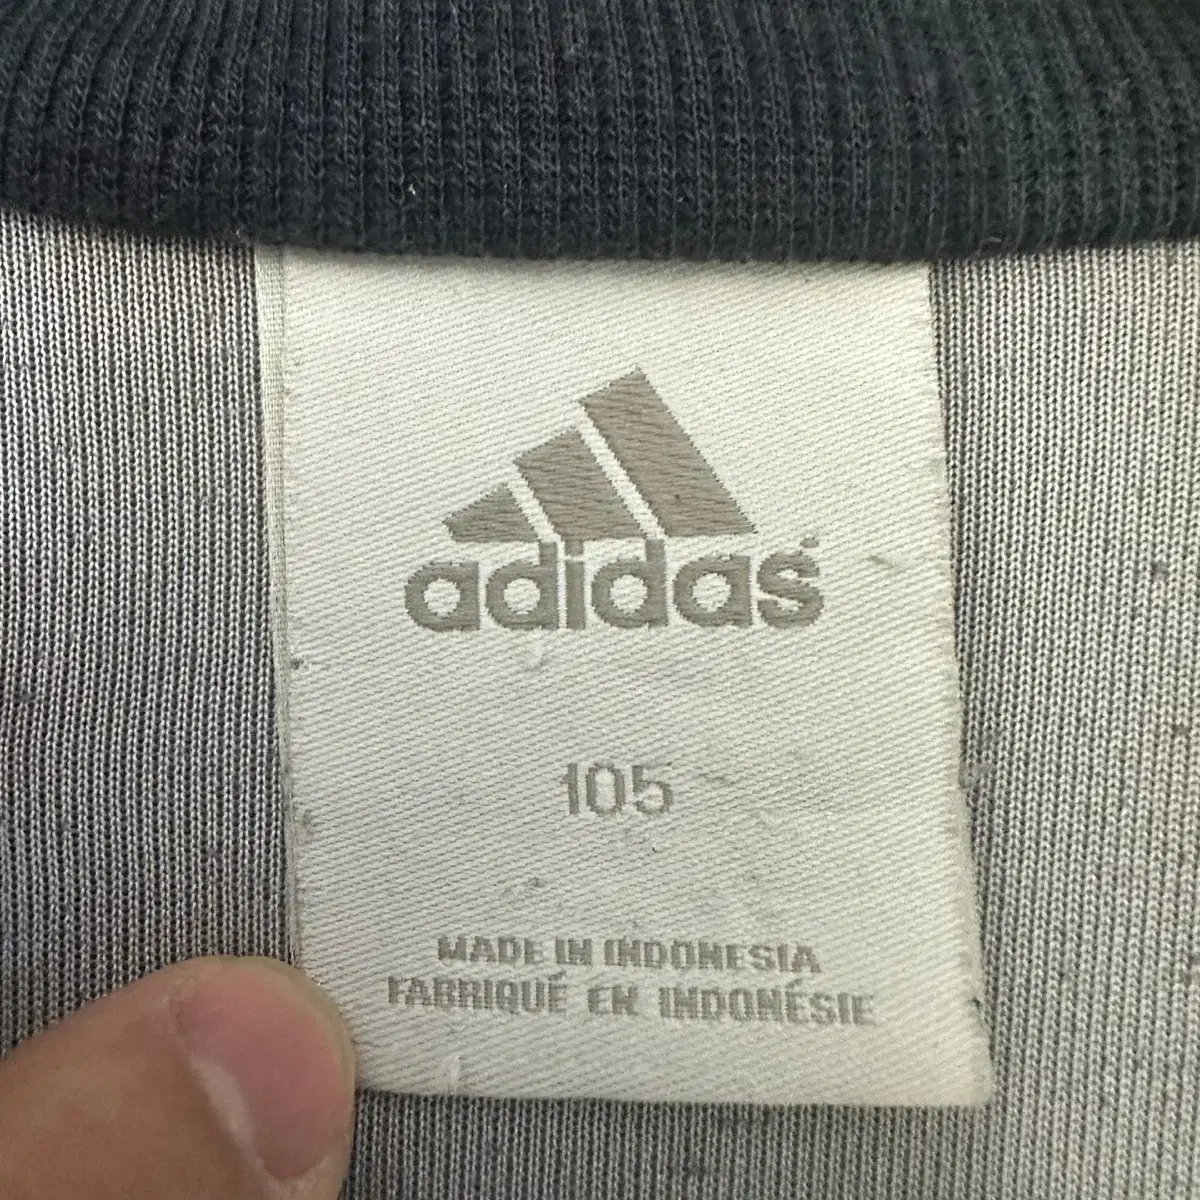 adidas
105
MADE IN INDONESIA
FABRIQUÉ EN INDONÉSIE